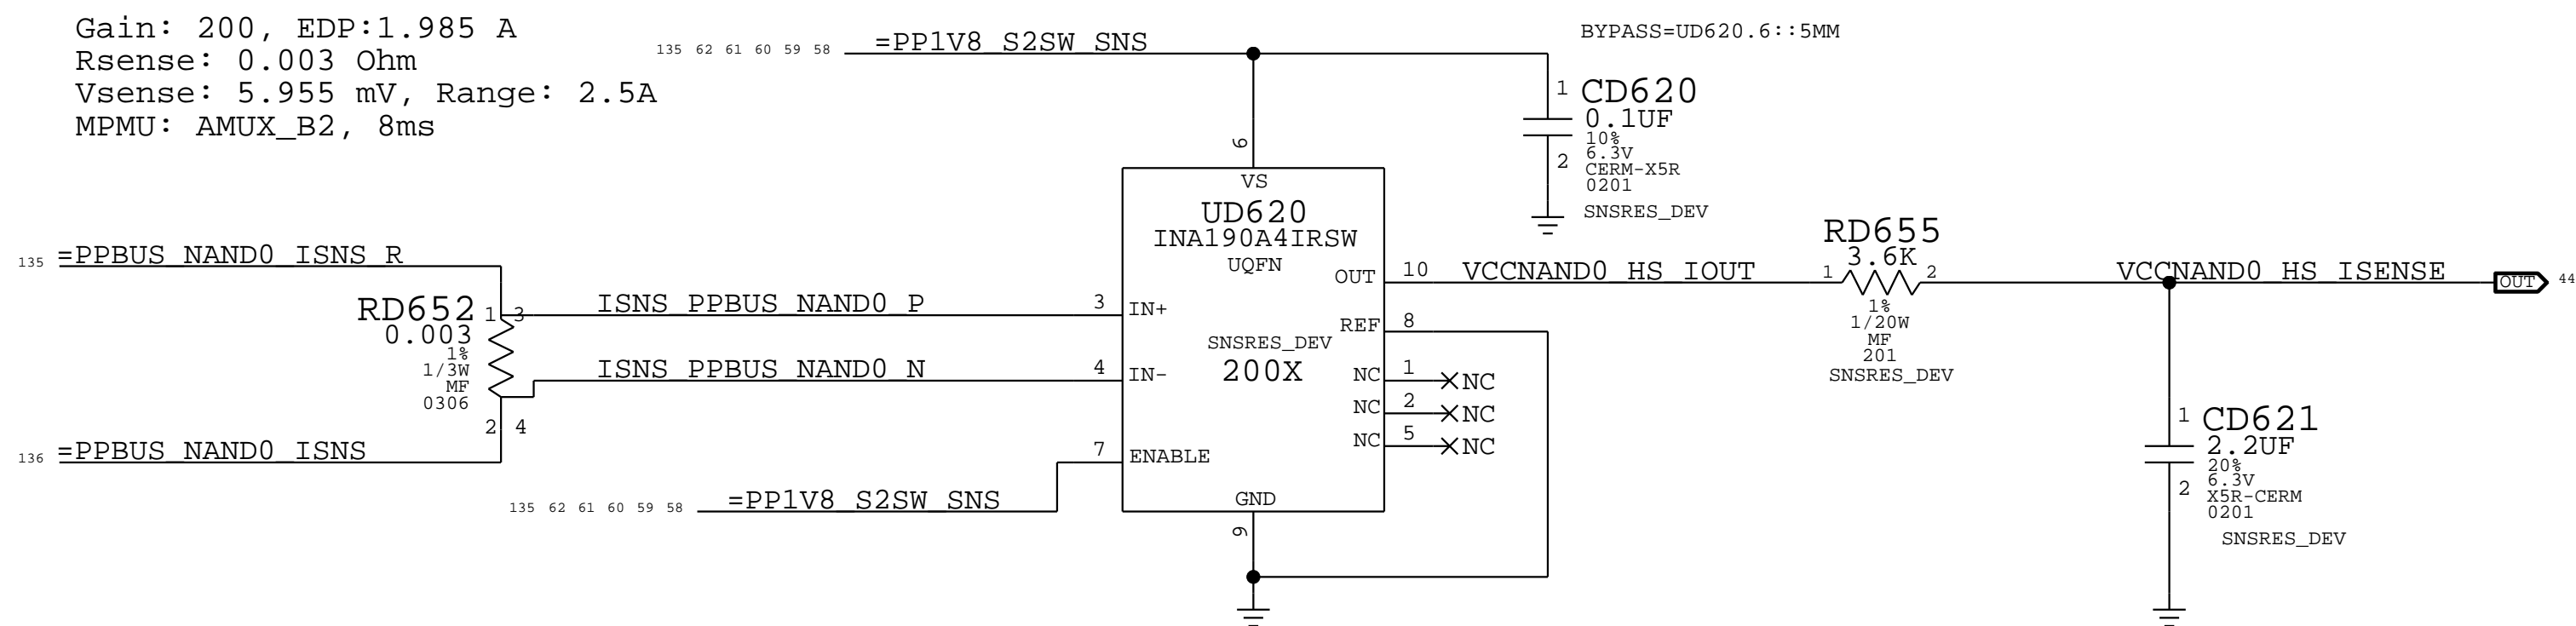 Gain: 200, EDP:1.985 A
Rsense: 0.003 Ohm
Vsense: 5.955 mV, Range: 2.5A
MPMU: AMUX_B2, 8ms
135 62 61 60 59 58 =PP1V8_S2SW_SNS
BYPASS=UD620.6::5MM
1 CD620
0.1UF
10%
6.3V
2 CERM-X5R
0201
SNSRES_DEV
6
VS
UD620
INA190A4IRSW
UQFN
135 =PPBUS_NAND0_ISNS_R
RD652 1 3
0.003
1%
1/3W
MF
0306
2 4
136 =PPBUS_NAND0_ISNS
ISNS_PPBUS_NAND0_P 3 IN+
ISNS_PPBUS_NAND0_N 4 IN-
7 ENABLE
135 62 61 60 59 58 =PP1V8_S2SW_SNS
SNSRES_DEV
200X
GND
9
OUT 10 VCCNAND0_HS_IOUT
REF 8
NC 1 NC
NC 2 NC
NC 5 NC
RD655
1 3.6K 2
1%
1/20W
MF
201
SNSRES_DEV
VCCNAND0_HS_ISENSE OUT 44
1 CD621
2.2UF
20%
6.3V
2 X5R-CERM
0201
SNSRES_DEV